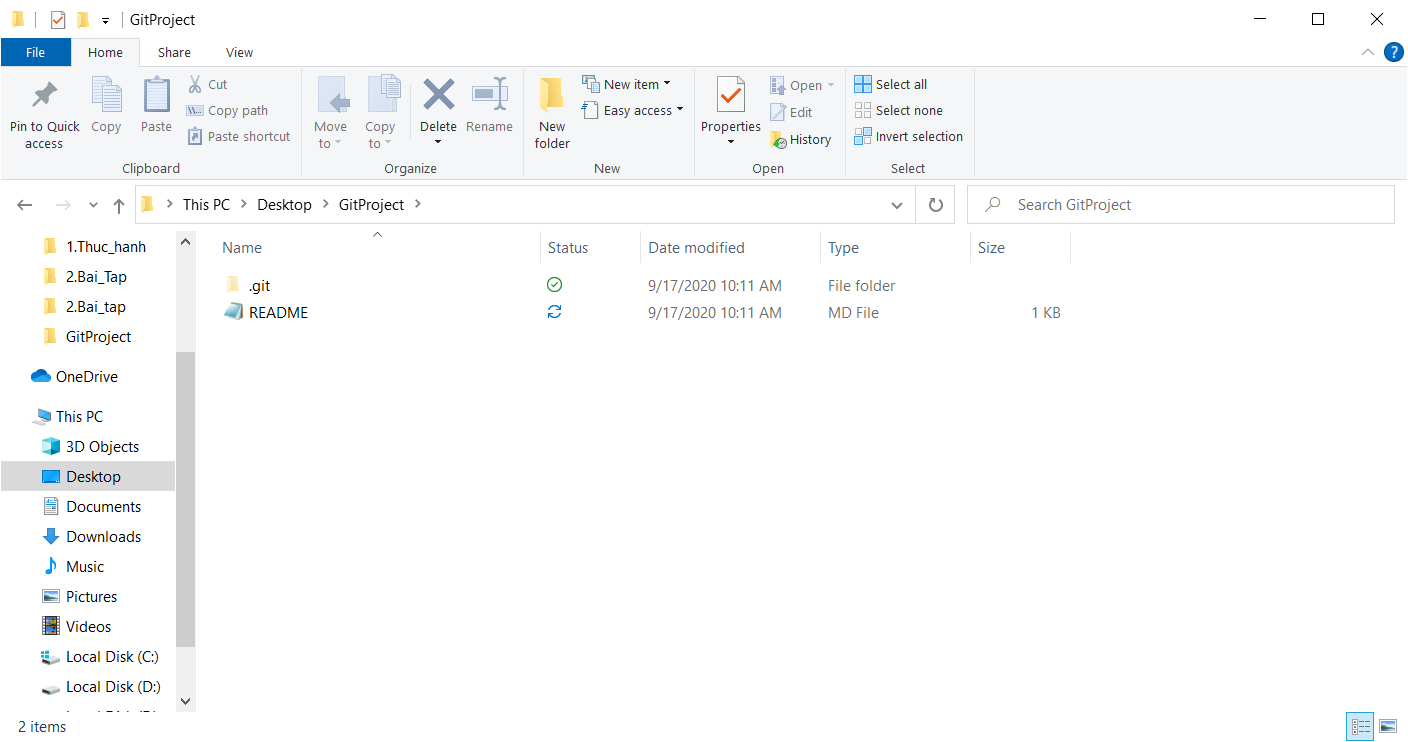 GitProject
File Home Share View
?
Pin to Quick access
Copy
Paste
Cut
Copy path
Paste shortcut
Clipboard
Move to
Copy to
Delete
Rename
Organize
New folder
New item
Easy access
New
Properties
Open
Edit
History
Open
Select all
Select none
Invert selection
Select
This PC > Desktop > GitProject >
Search GitProject
1.Thuc_hanh
2.Bai_Tap
2.Bai_tap
GitProject
OneDrive
This PC
3D Objects
Desktop
Documents
Downloads
Music
Pictures
Videos
Local Disk (C:)
Local Disk (D:)
Name Status Date modified Type Size
.git 9/17/2020 10:11 AM File folder
README 9/17/2020 10:11 AM MD File 1 KB
2 items